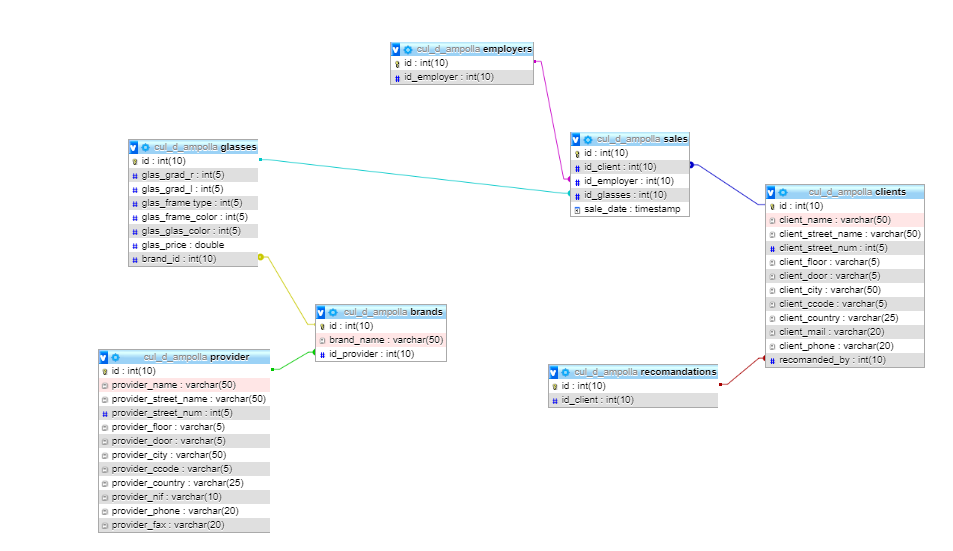 cul_d_ampolla employers
id : int(10)
id_employer : int(10)
cul_d_ampolla glasses
id : int(10)
glas_grad_r : int(5)
glas_grad_l : int(5)
glas_frame type : int(5)
glas_frame_color : int(5)
glas_glas_color : int(5)
glas_price : double
brand_id : int(10)
cul_d_ampolla sales
id : int(10)
id_client : int(10)
id_employer : int(10)
id_glasses : int(10)
sale_date : timestamp
cul_d_ampolla clients
id : int(10)
client_name : varchar(50)
client_street_name : varchar(50)
client_street_num : int(5)
client_floor : varchar(5)
client_door : varchar(5)
client_city : varchar(50)
client_ccode : varchar(5)
client_country : varchar(25)
client_mail : varchar(20)
client_phone : varchar(20)
recomanded_by : int(10)
cul_d_ampolla brands
id : int(10)
brand_name : varchar(50)
id_provider : int(10)
cul_d_ampolla provider
id : int(10)
provider_name : varchar(50)
provider_street_name : varchar(50)
provider_street_num : int(5)
provider_floor : varchar(5)
provider_door : varchar(5)
provider_city : varchar(50)
provider_ccode : varchar(5)
provider_country : varchar(25)
provider_nif : varchar(10)
provider_phone : varchar(20)
provider_fax : varchar(20)
cul_d_ampolla recomandations
id : int(10)
id_client : int(10)